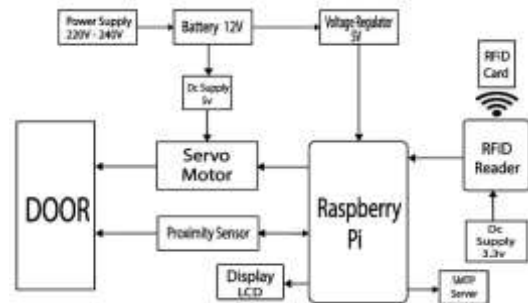 Power Supply
220V - 240V
Battery 12V
Voltage-Regulator
5V
RFID
Card
Dc Supply
5v
Servo
Motor
RFID
Reader
DOOR
Raspberry
Pi
Proximity Sensor
Dc
Supply
3.3v
Display
LCD
SMTP
Server